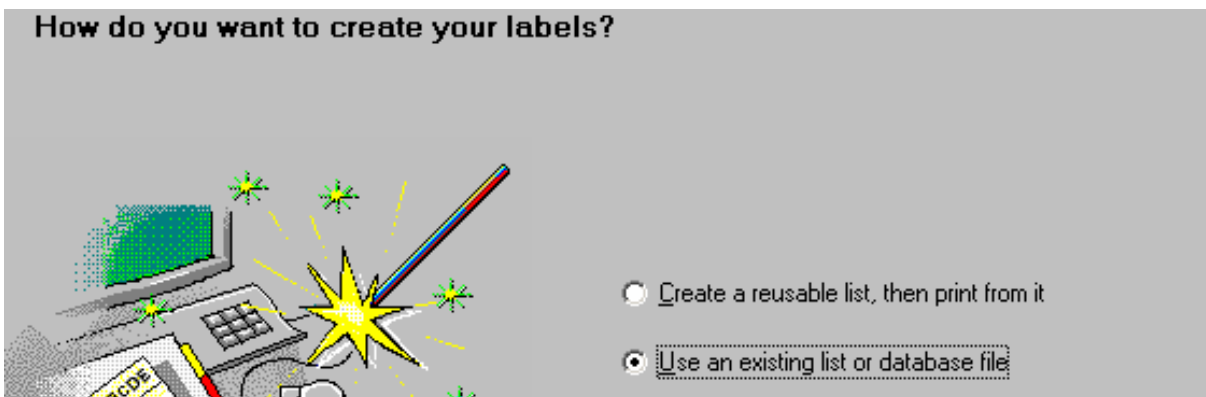 How do you want to create your labels?
Create a reusable list, then print from it
Use an existing list or database file